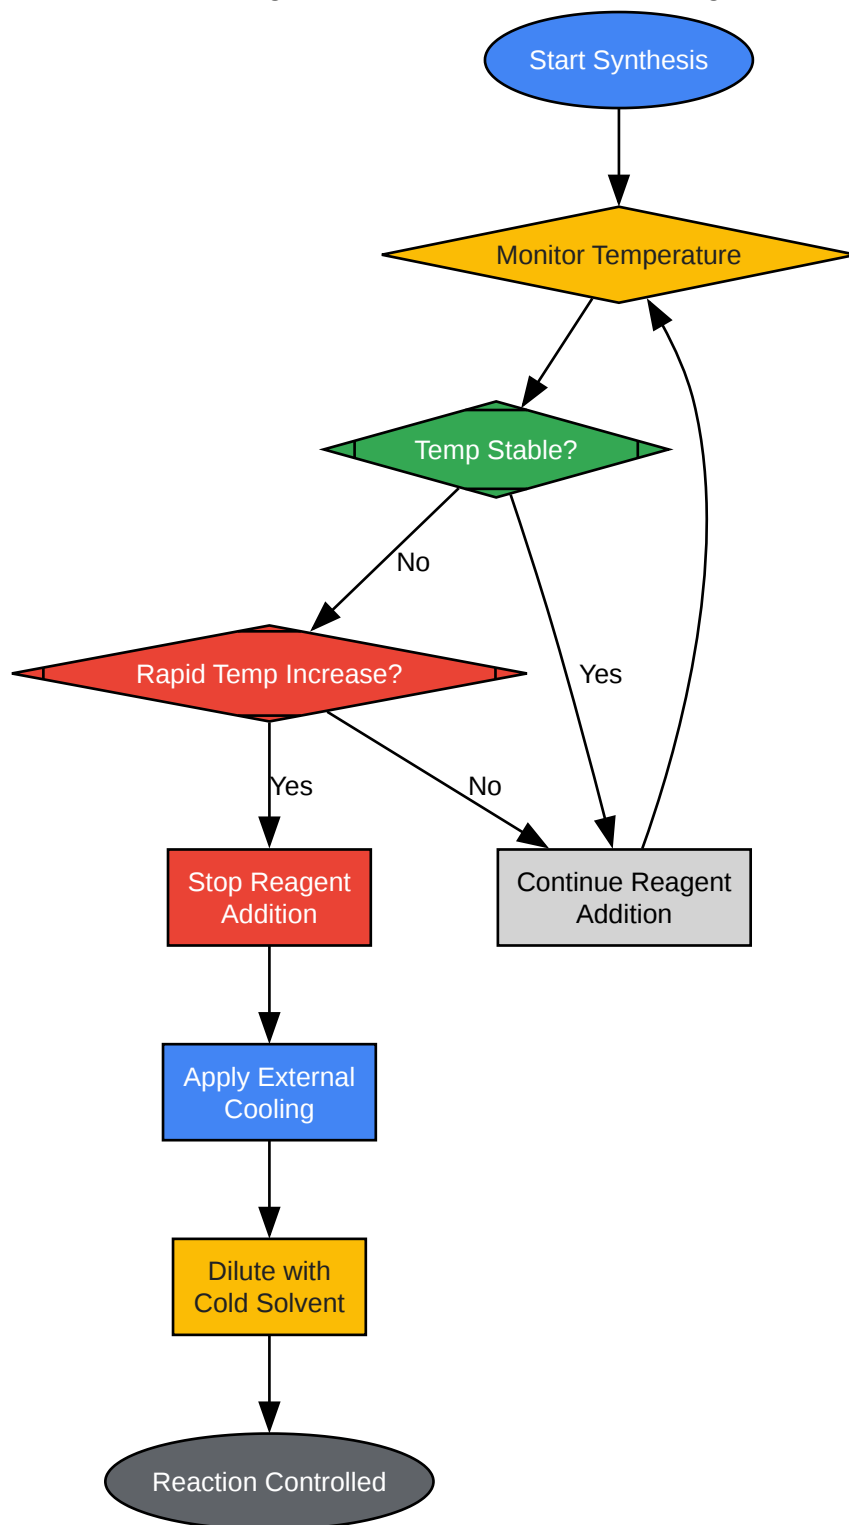 Start Synthesis
Monitor Temperature
Temp Stable?
No
Rapid Temp Increase?
Yes
Yes
No
Stop Reagent
Addition
Continue Reagent
Addition
Apply External
Cooling
Dilute with
Cold Solvent
Reaction Controlled